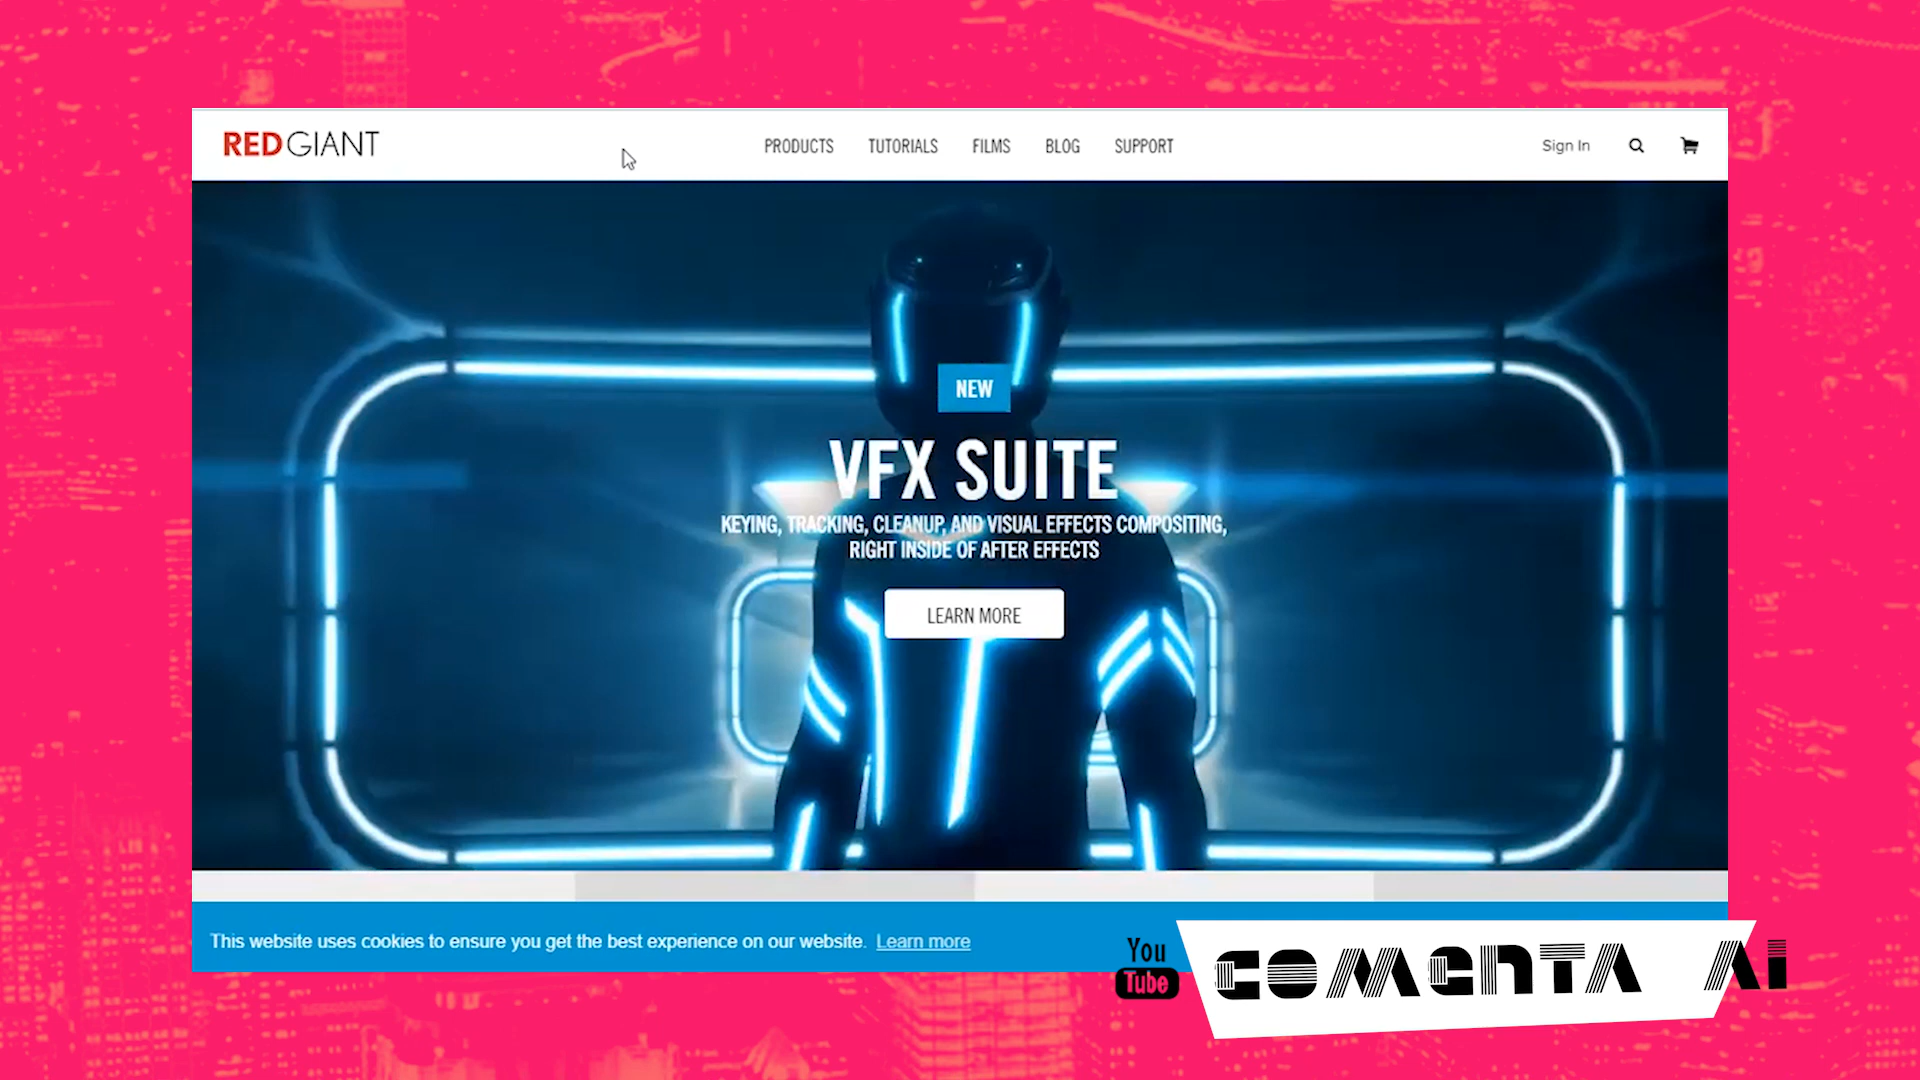 REDGIANT
PRODUCTS TUTORIALS FILMS BLOG SUPPORT
Sign In
NEW
VFX SUITE
KEYING, TRACKING, CLEANUP, AND VISUAL EFFECTS COMPOSITING,
RIGHT INSIDE OF AFTER EFFECTS
LEARN MORE
This website uses cookies to ensure you get the best experience on our website. Learn more
You
Tube
COMENTA AI